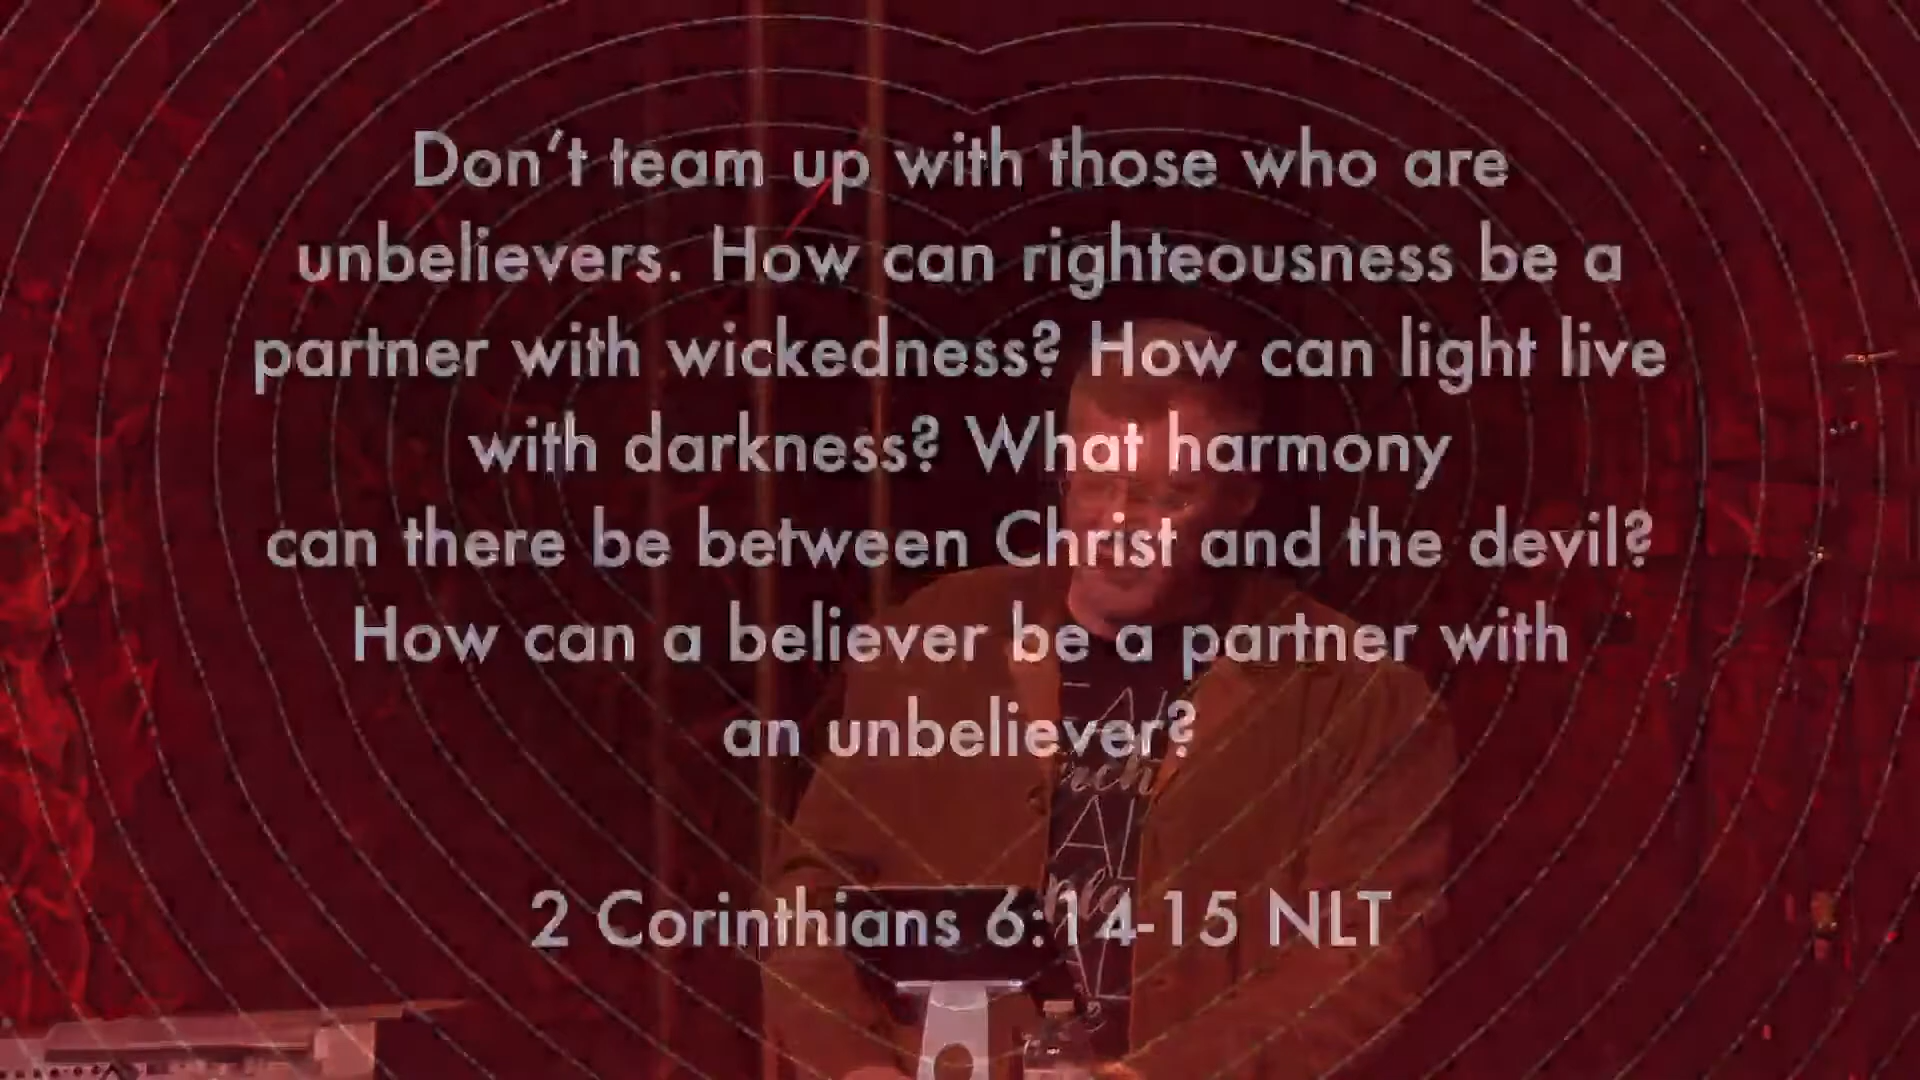 Don't team up with those who are
unbelievers. How can righteousness be a
partner with wickedness? How can light live
with darkness? What harmony
can there be between Christ and the devil?
How can a believer be a partner with
an unbeliever?
2 Corinthians 6:14-15 NLT